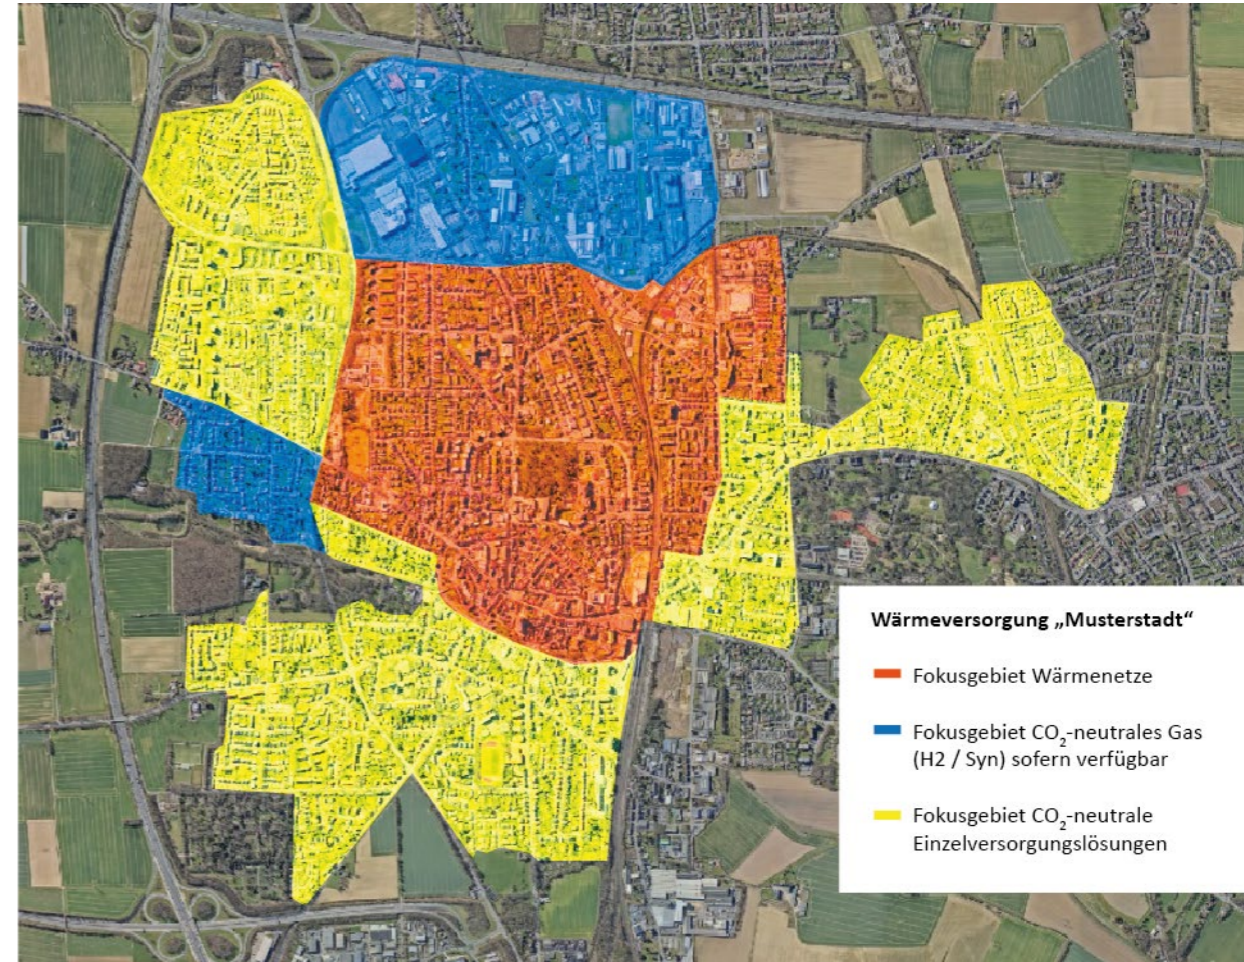 Wärmeversorgung „Musterstadt“
Fokusgebiet Wärmenetze
Fokusgebiet CO₂-neutrales Gas
(H2 / Syn) sofern verfügbar
Fokusgebiet CO₂-neutrale
Einzelversorgungslösungen